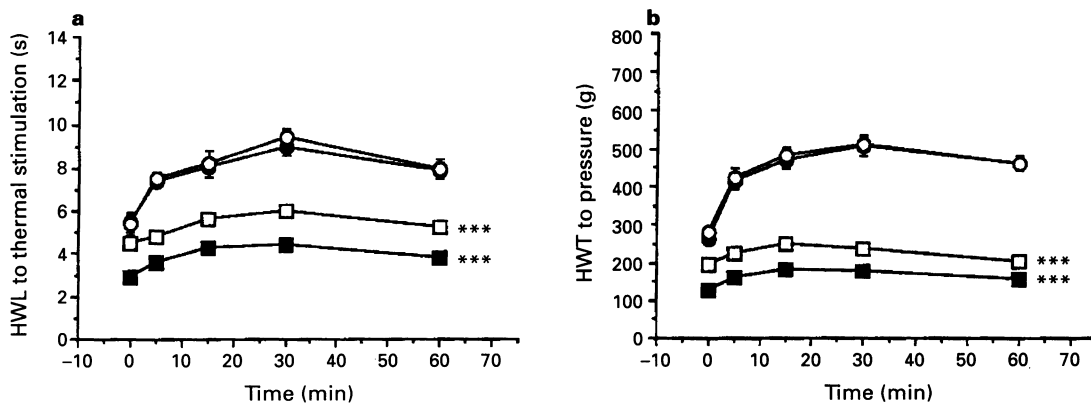 a
HWL to thermal stimulation (s)
14
12
10
8
6
4
2
0
***
***
–10 0 10 20 30 40 50 60 70
Time (min)
b
HWT to pressure (g)
800
700
600
500
400
300
200
100
0
***
***
–10 0 10 20 30 40 50 60 70
Time (min)